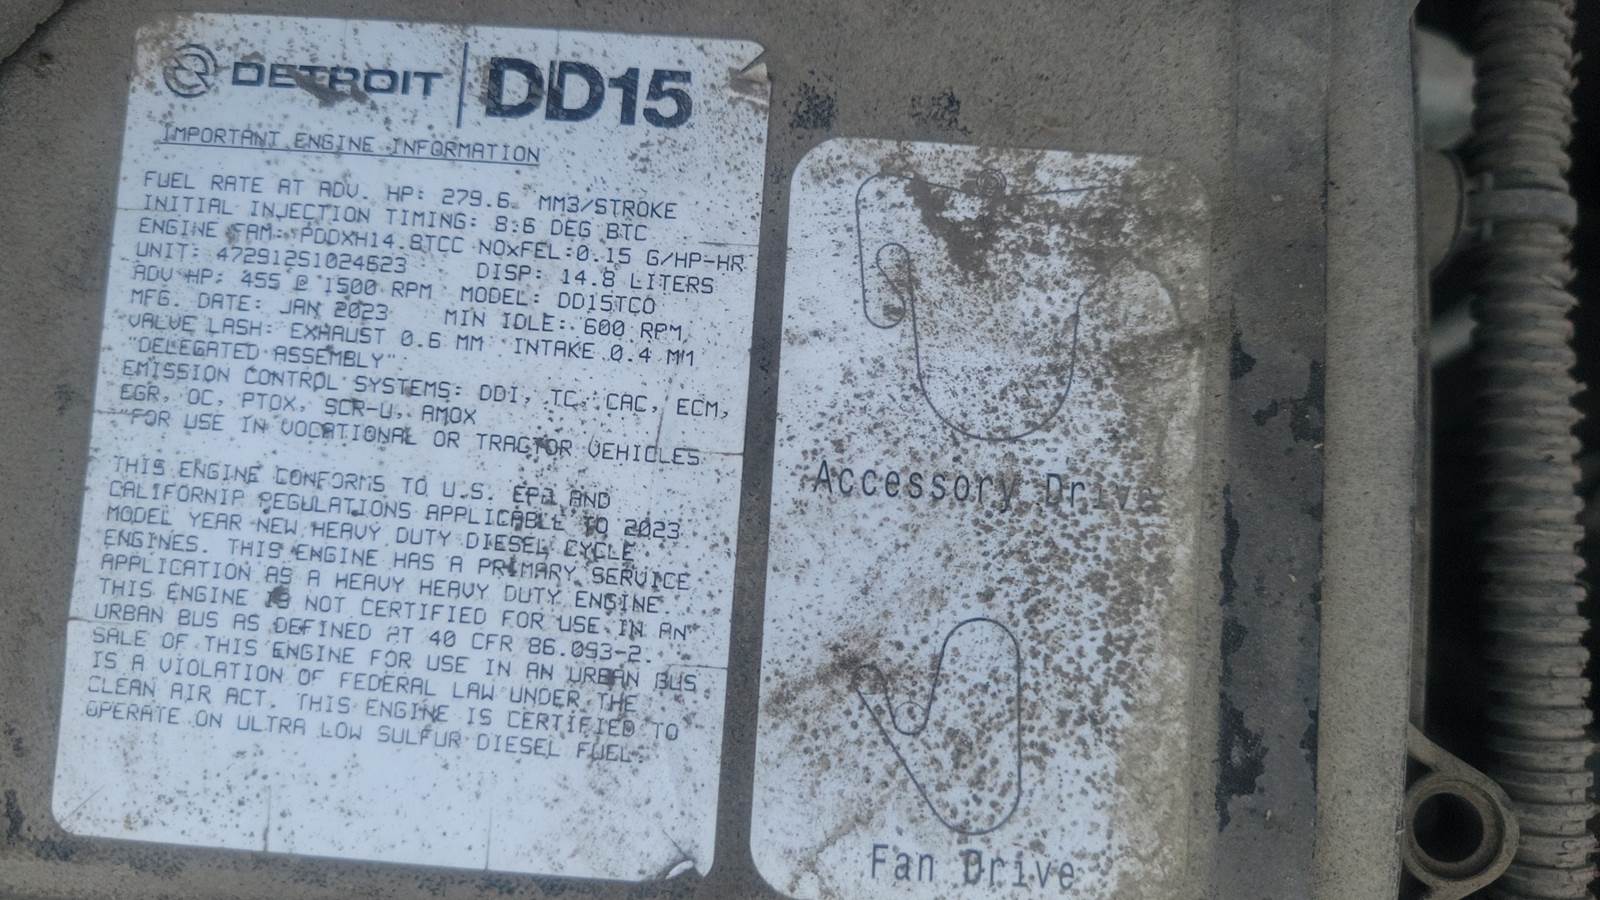 DETROIT DD15
IMPORTANT ENGINE INFORMATION
FUEL RATE AT ADV. HP: 279.6 MM3/STROKE
INITIAL INJECTION TIMING: 8.6 DEG BTC
ENGINE FAM: PDDXH14.8TCC NOXFEL:0.15 G/HP-HR
UNIT: 472912S1024623 DISP: 14.8 LITERS
ADV HP: 455 @ 1500 RPM MODEL: DD15TCO
MFG. DATE: JAN 2023 MIN IDLE: 600 RPM,
VALVE LASH: EXHAUST 0.6 MM INTAKE 0.4 MM
"DELEGATED ASSEMBLY"
EMISSION CONTROL SYSTEMS: DDI, TC, CAC, ECM,
EGR, OC, PTOX, SCR-U, AMOX
"FOR USE IN VOCATIONAL OR TRACTOR VEHICLES
THIS ENGINE CONFORMS TO U.S. EPA AND
CALIFORNIA REGULATIONS APPLICABLE TO 2023
MODEL YEAR NEW HEAVY DUTY DIESEL CYCLE
ENGINES. THIS ENGINE HAS A PRIMARY SERVICE
APPLICATION AS A HEAVY HEAVY DUTY ENGINE.
THIS ENGINE IS NOT CERTIFIED FOR USE IN AN
URBAN BUS AS DEFINED AT 40 CFR 86.093-2.
SALE OF THIS ENGINE FOR USE IN AN URBAN BUS
IS A VIOLATION OF FEDERAL LAW UNDER THE
CLEAN AIR ACT. THIS ENGINE IS CERTIFIED TO
OPERATE ON ULTRA LOW SULFUR DIESEL FUEL.
Accessory Drive
Fan Drive